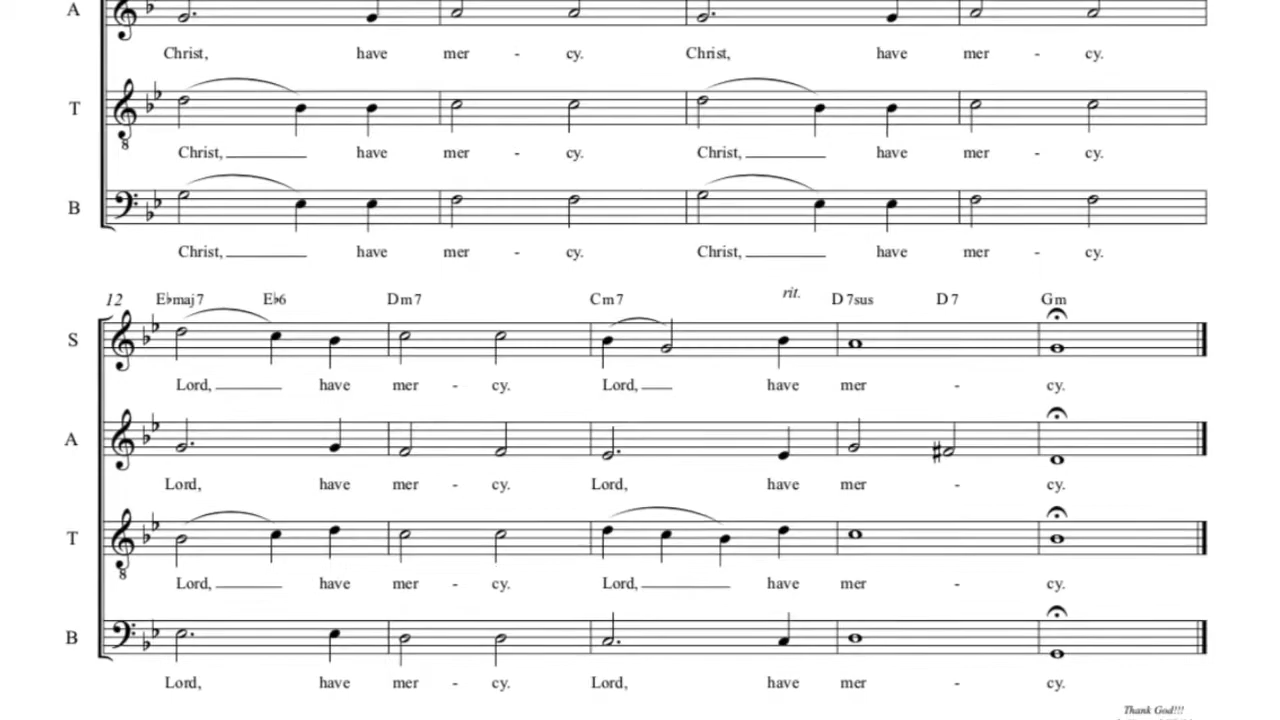 A
Christ, have mer - cy. Christ, have mer - cy.
T
8
Christ, have mer - cy. Christ, have mer - cy.
B
Christ, have mer - cy. Christ, have mer - cy.
12 E♭maj7 E♭6 Dm7 Cm7 rit. D7sus D7 Gm
S
Lord, have mer - cy. Lord, have mer - cy.
A
Lord, have mer - cy. Lord, have mer - cy.
T
8
Lord, have mer - cy. Lord, have mer - cy.
B
Lord, have mer - cy. Lord, have mer - cy.
Thank God!!!